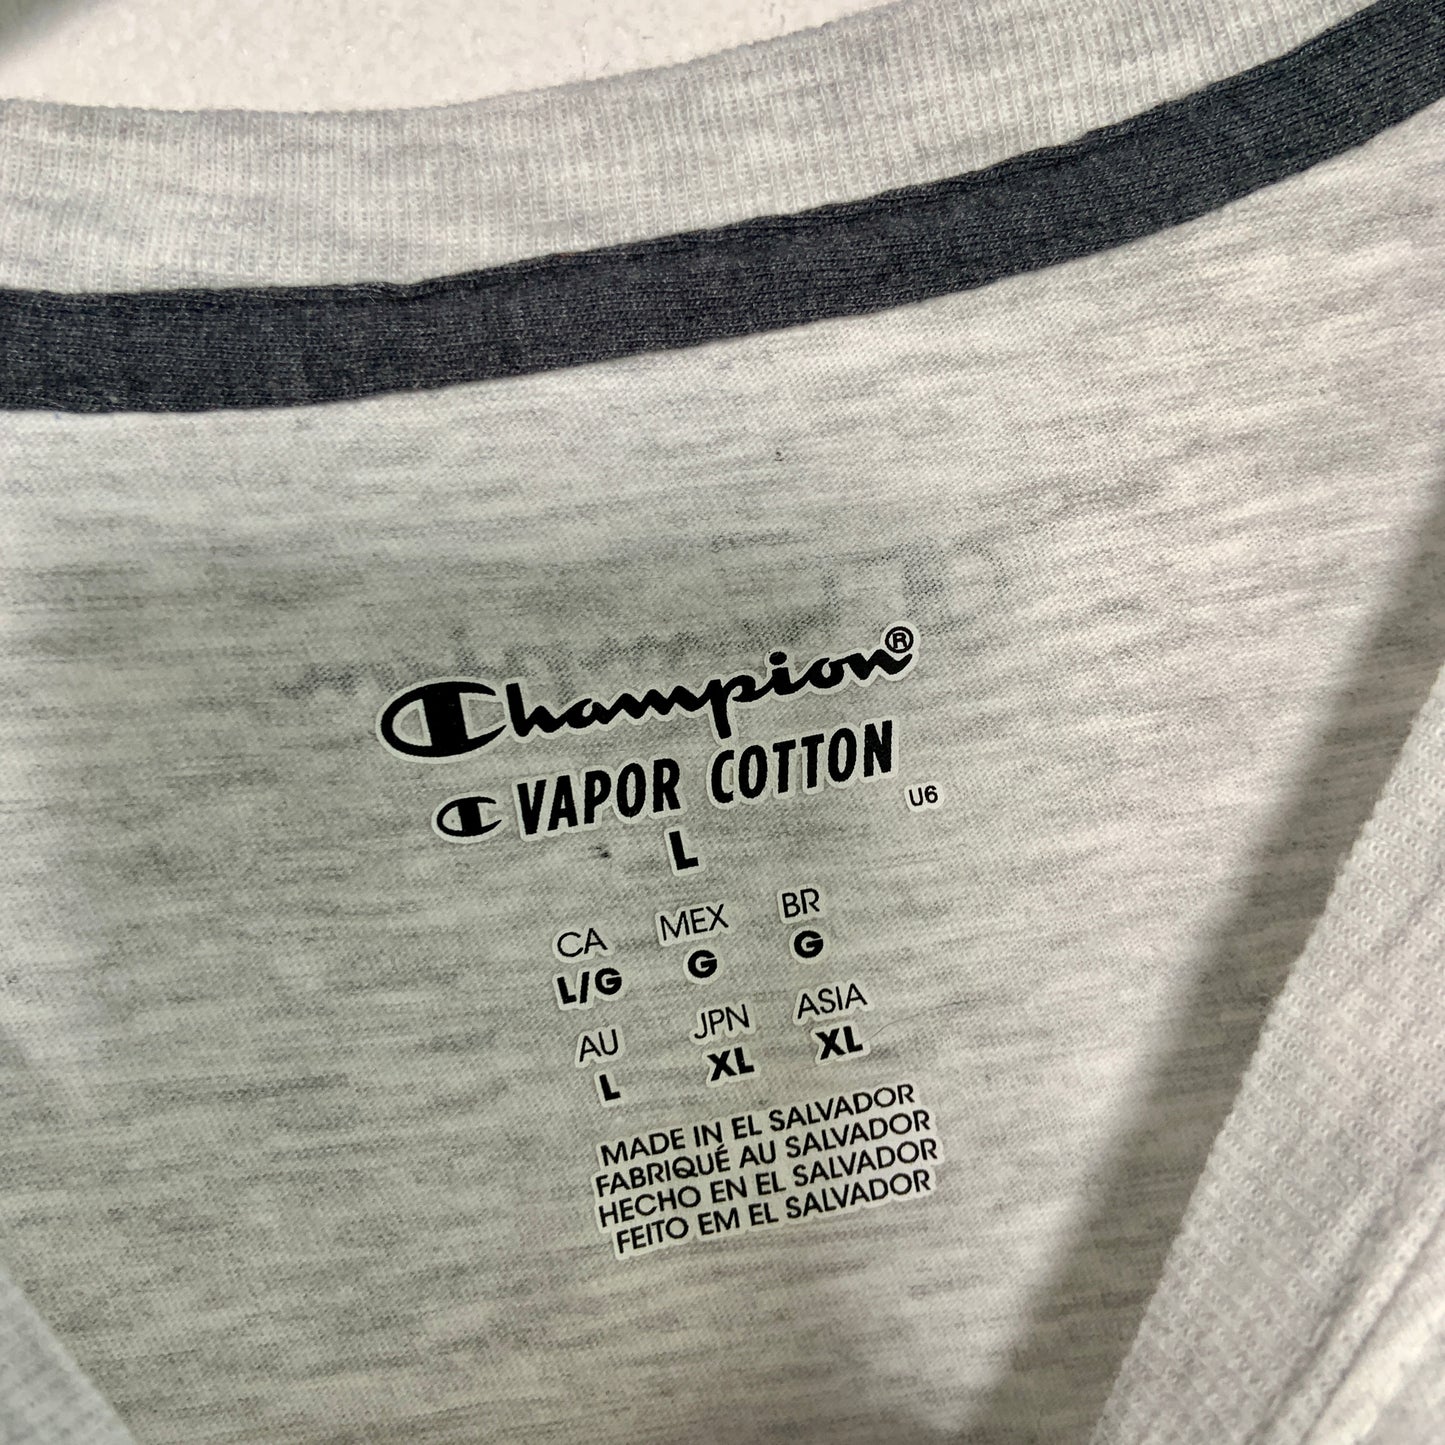 Champion®
VAPOR COTTON
U6
L
CA MEX BR
L/G G G
AU JPN ASIA
L XL XL
MADE IN EL SALVADOR
FABRIQUÉ AU SALVADOR
HECHO EN EL SALVADOR
FEITO EM EL SALVADOR